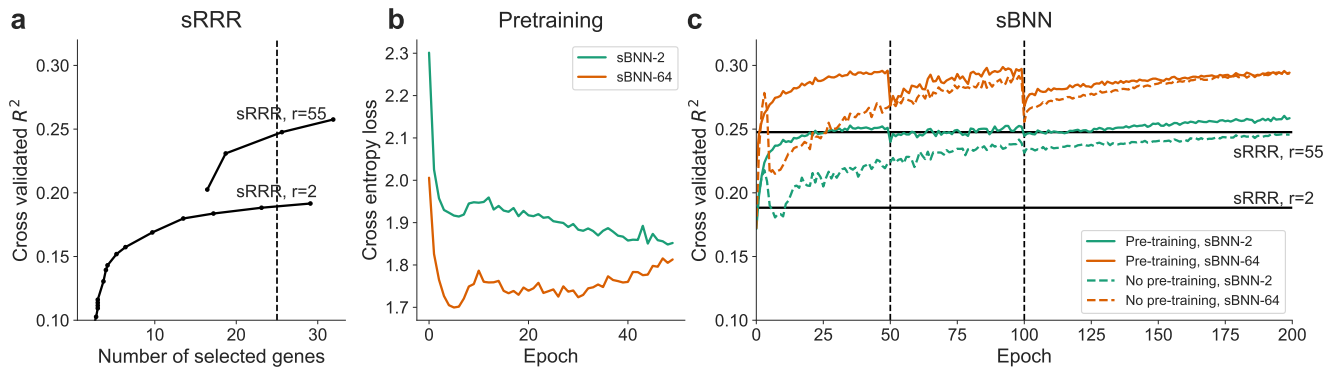 a
sRRR
0.30
0.25
0.20
0.15
0.10
Cross validated R²
sRRR, r=55
sRRR, r=2
10
20
30
Number of selected genes
b
Pretraining
2.3
2.2
2.1
2.0
1.9
1.8
1.7
Cross entropy loss
sBNN-2
sBNN-64
0
20
40
Epoch
c
sBNN
0.30
0.25
0.20
0.15
0.10
Cross validated R²
sRRR, r=55
sRRR, r=2
Pre-training, sBNN-2
Pre-training, sBNN-64
No pre-training, sBNN-2
No pre-training, sBNN-64
0
25
50
75
100
125
150
175
200
Epoch